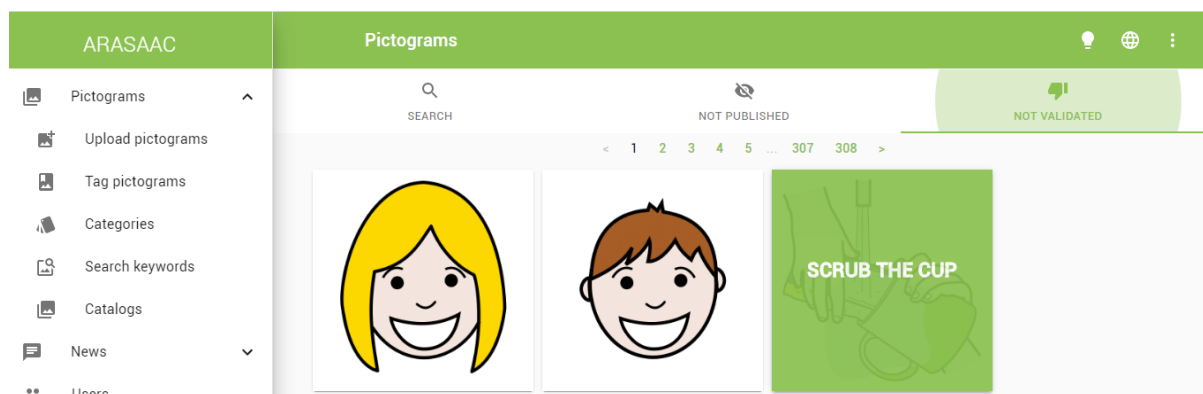 ARASAAC
Pictograms
Pictograms
Upload pictograms
Tag pictograms
Categories
Search keywords
Catalogs
News
Users
SEARCH
NOT PUBLISHED
NOT VALIDATED
< 1 2 3 4 5 ... 307 308 >
SCRUB THE CUP